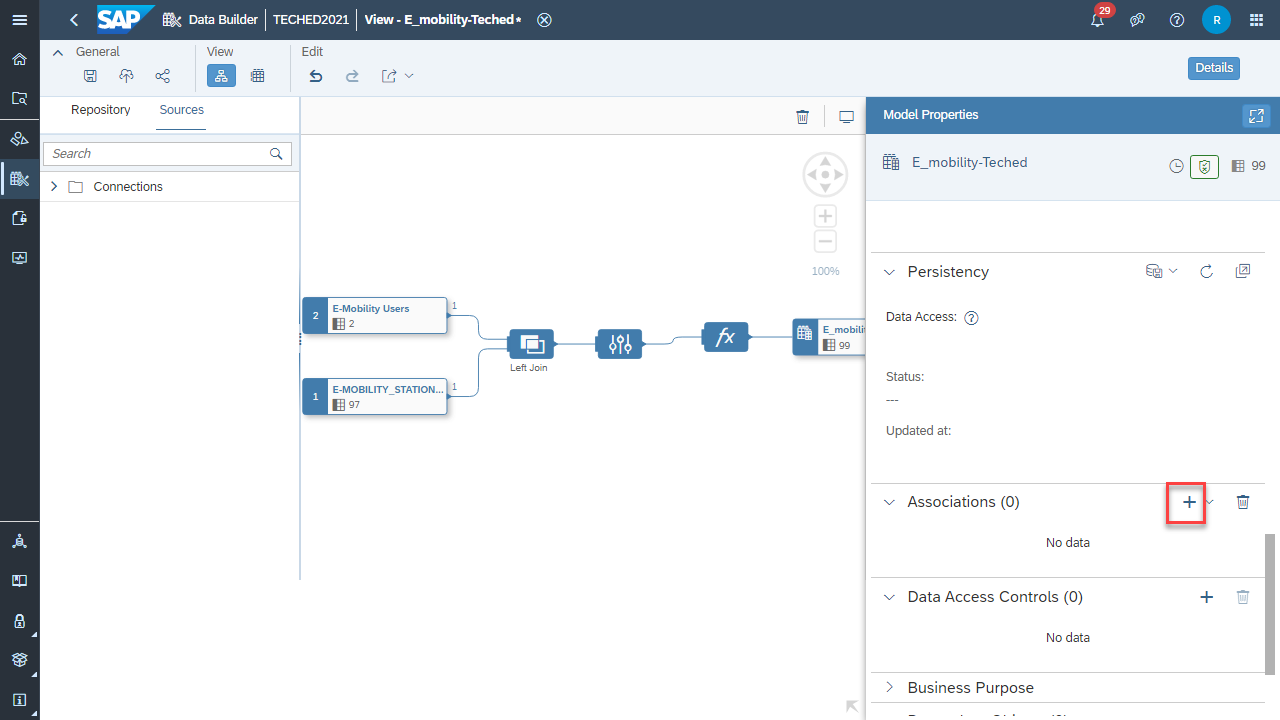 SAP Data Builder TECHED2021 View - E_mobility-Teched* 29 R
General View Edit
Details
Repository Sources
Search
Connections
100%
2 E-Mobility Users 1
2
1 E-MOBILITY_STATION... 1
97
Left Join
fx
E_mobilit
99
Model Properties
E_mobility-Teched 99
Persistency
Data Access:
Status:
---
Updated at:
Associations (0)
No data
Data Access Controls (0)
No data
Business Purpose